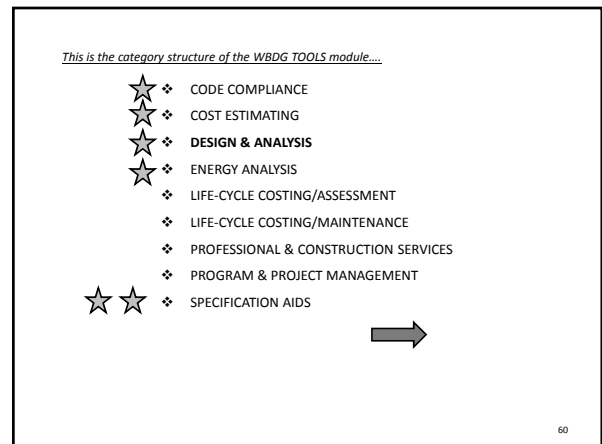 This is the category structure of the WBDG TOOLS module….
❖ CODE COMPLIANCE
❖ COST ESTIMATING
❖ DESIGN & ANALYSIS
❖ ENERGY ANALYSIS
❖ LIFE-CYCLE COSTING/ASSESSMENT
❖ LIFE-CYCLE COSTING/MAINTENANCE
❖ PROFESSIONAL & CONSTRUCTION SERVICES
❖ PROGRAM & PROJECT MANAGEMENT
❖ SPECIFICATION AIDS
60